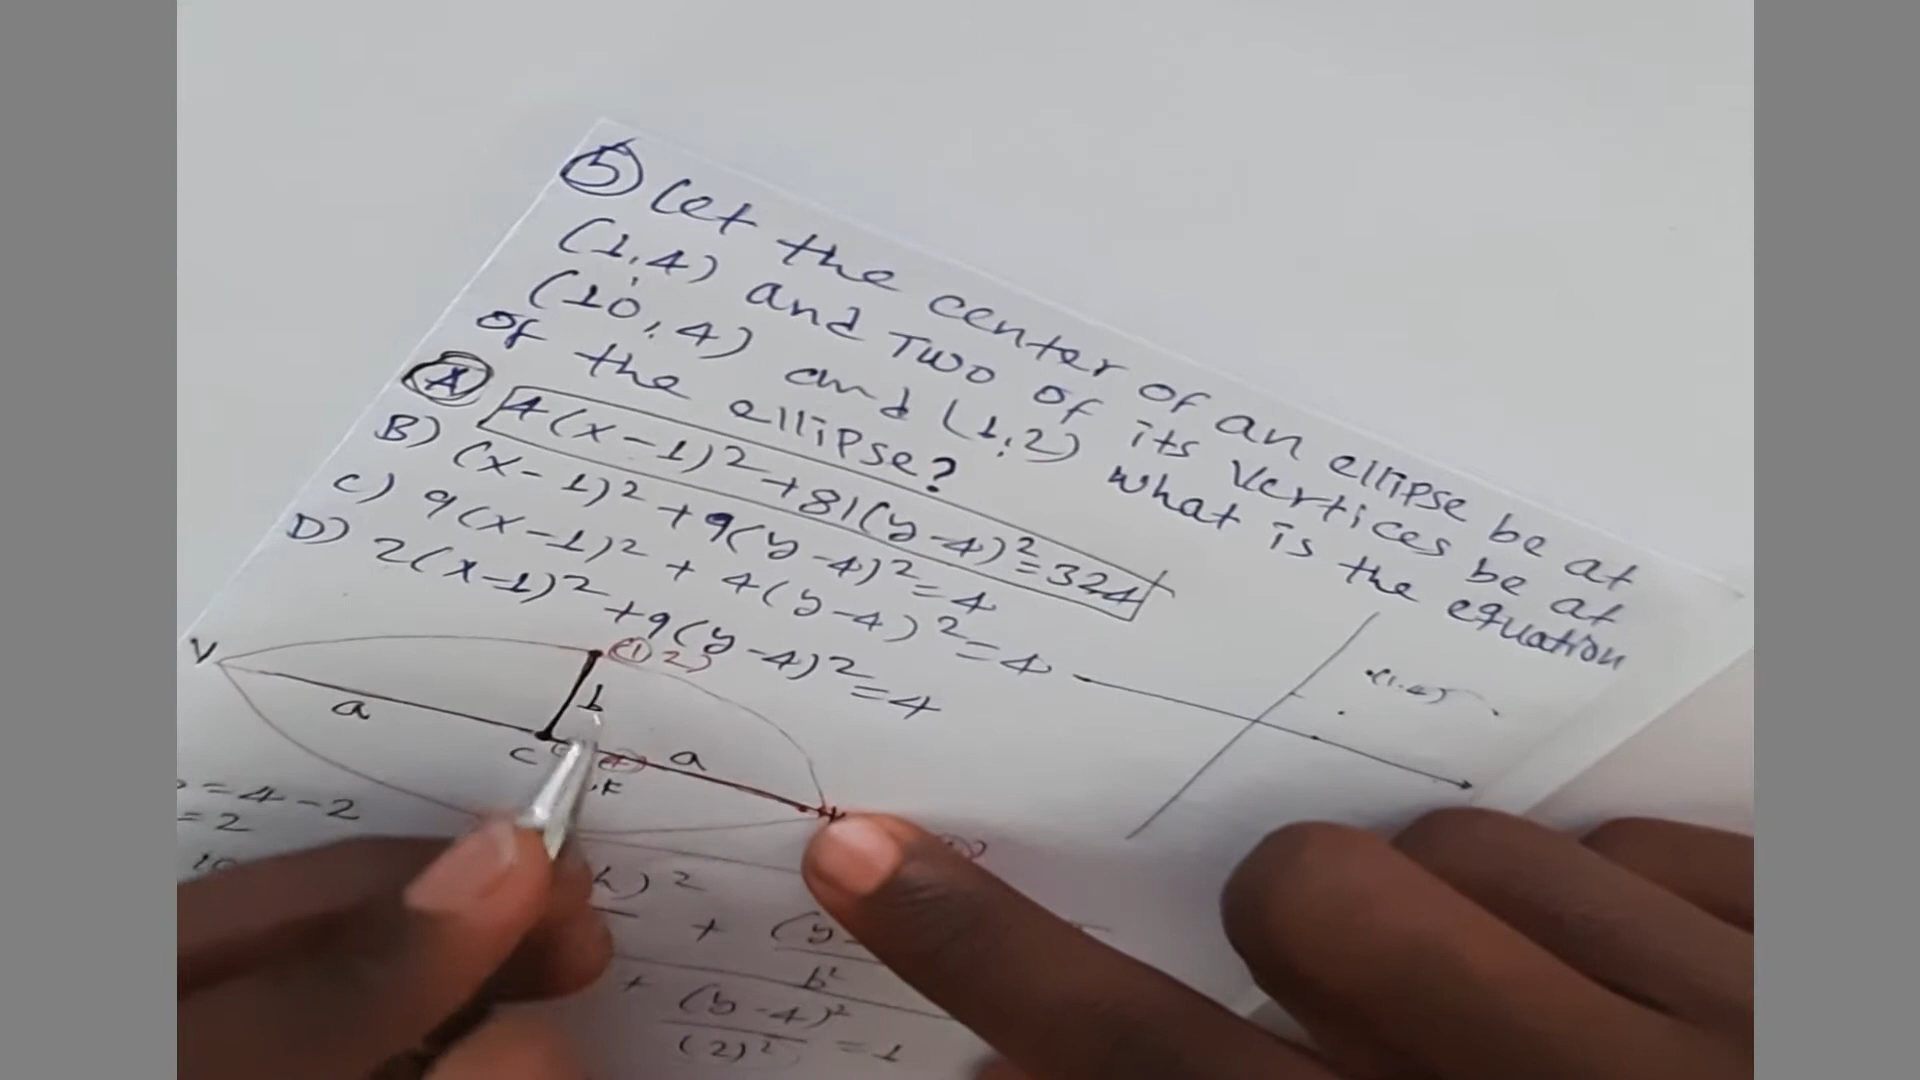 5 Let the center of an ellipse be at
(1,4) and Two of its vertices be at
(10,4) and (1,2) what is the equation
of the ellipse?
A 4(x-1)2+81(y-4)2=324
B) (x-1)2+9(y-4)2=4
C) 9(x-1)2+4(y-4)2=4
D) 2(x-1)2+9(y-4)2=4
V
(1,2)
b
a
C
a
F
=4-2
=2
10
)2
+
(y-
b2
+
(y-4)2
(2)2
=1